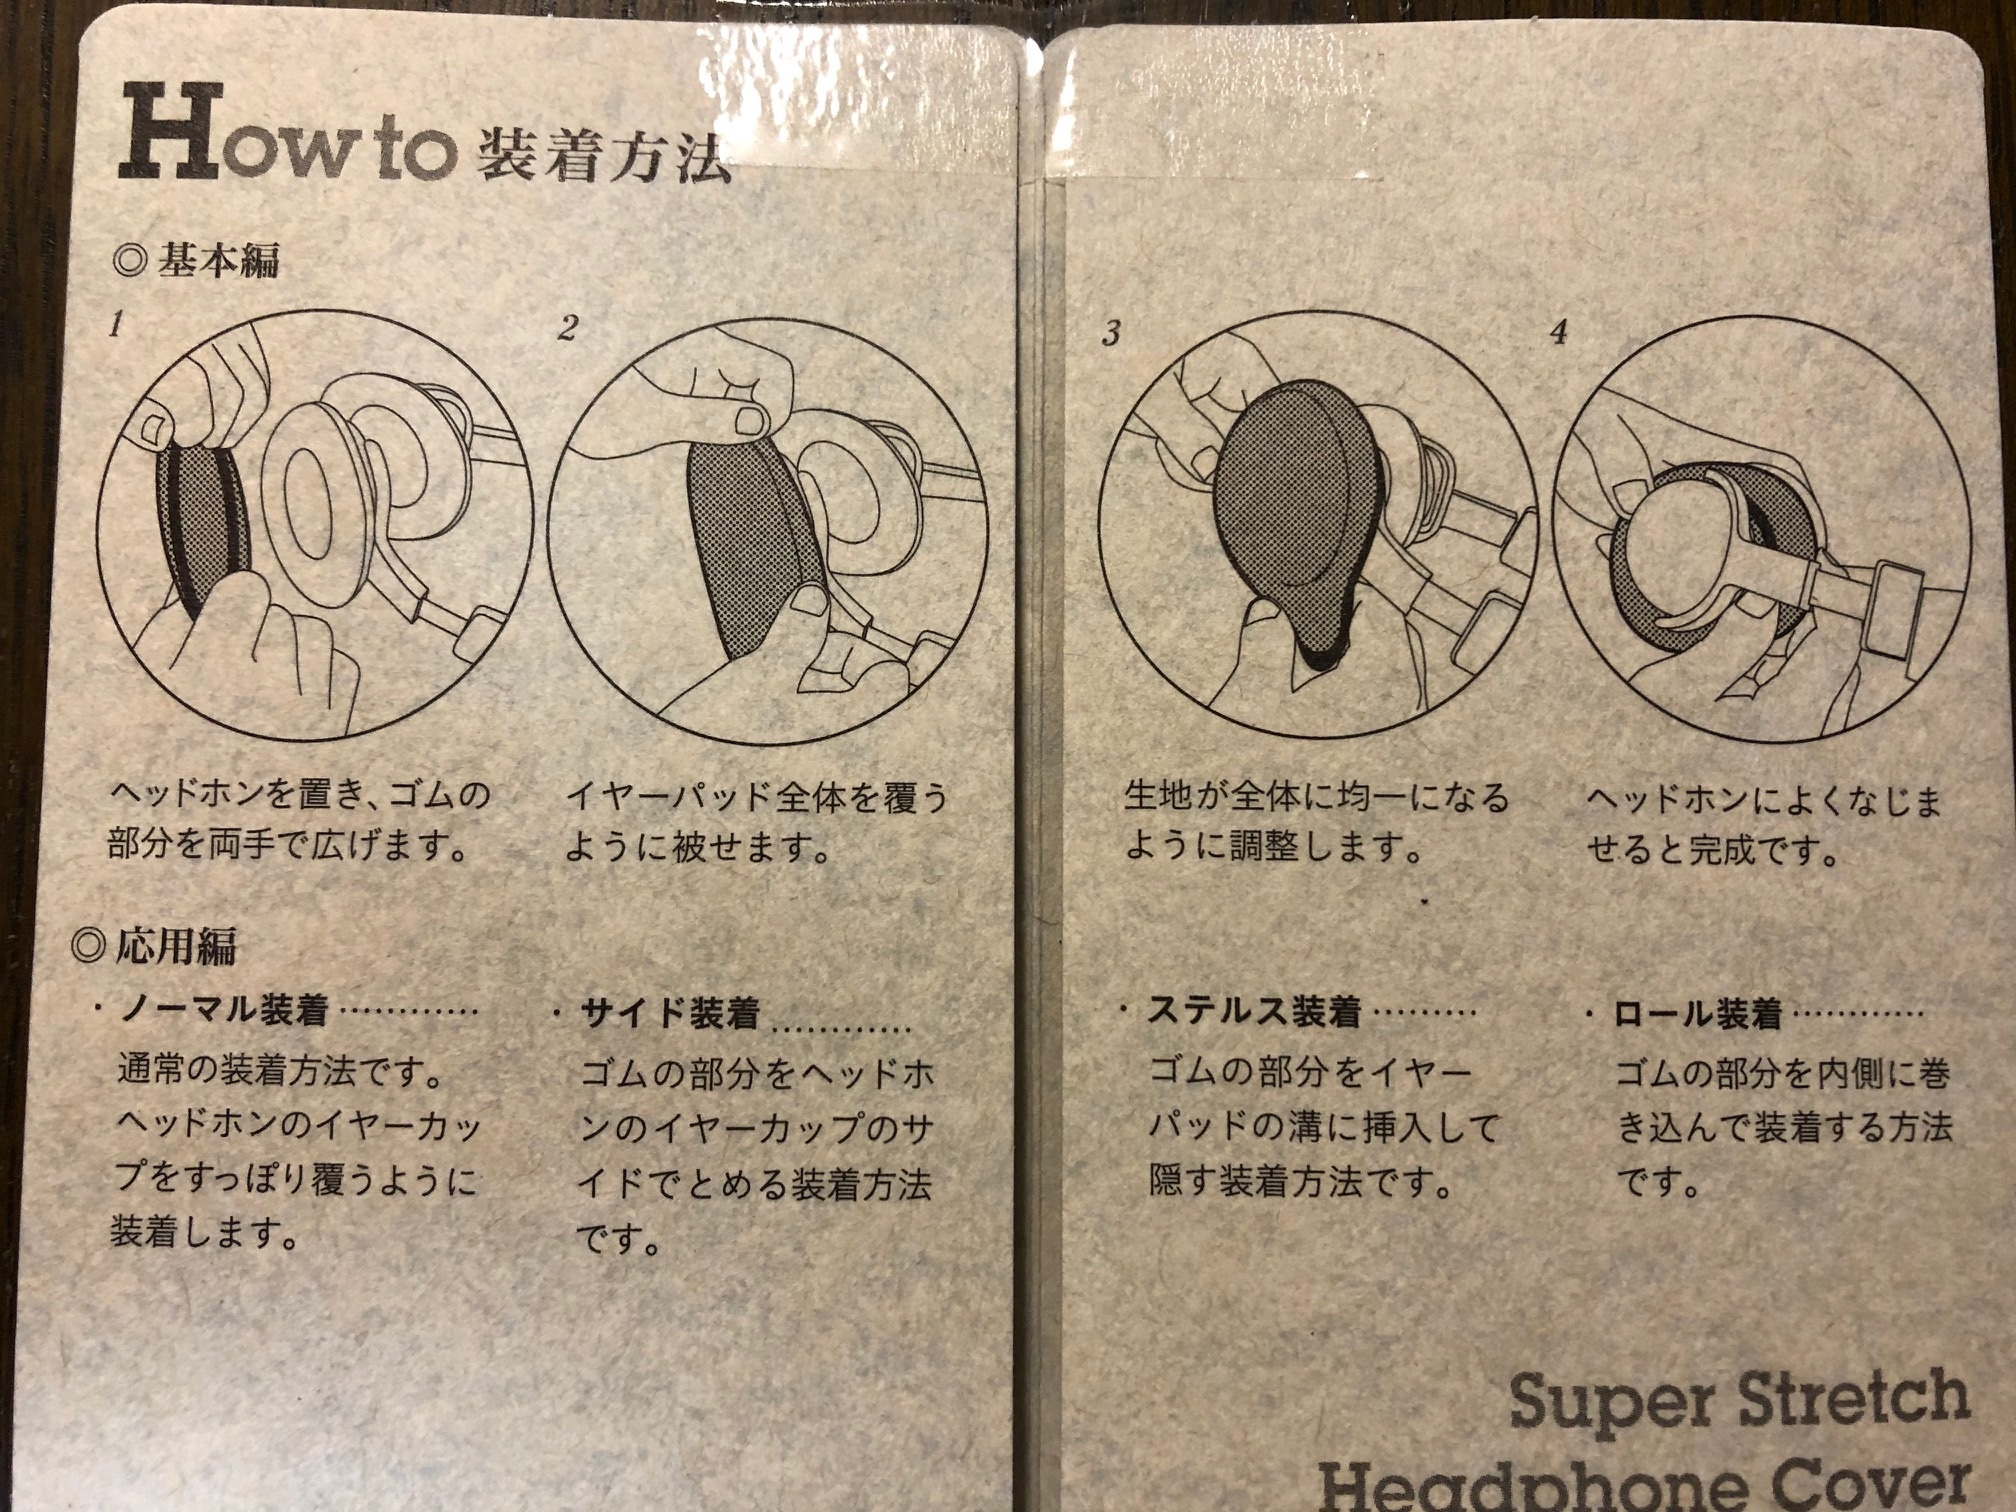 How to 装着方法
◎ 基本編
1
ヘッドホンを置き、ゴムの
部分を両手で広げます。
2
イヤーパッド全体を覆う
ように被せます。
3
生地が全体に均一になる
ように調整します。
4
ヘッドホンによくなじま
せると完成です。
◎ 応用編
・ノーマル装着…………
通常の装着方法です。
ヘッドホンのイヤーカッ
プをすっぽり覆うように
装着します。
・サイド装着…………
ゴムの部分をヘッドホ
ンのイヤーカップのサ
イドでとめる装着方法
です。
・ステルス装着………
ゴムの部分をイヤー
パッドの溝に挿入して
隠す装着方法です。
・ロール装着…………
ゴムの部分を内側に巻
き込んで装着する方法
です。
Super Stretch
Headphone Cover